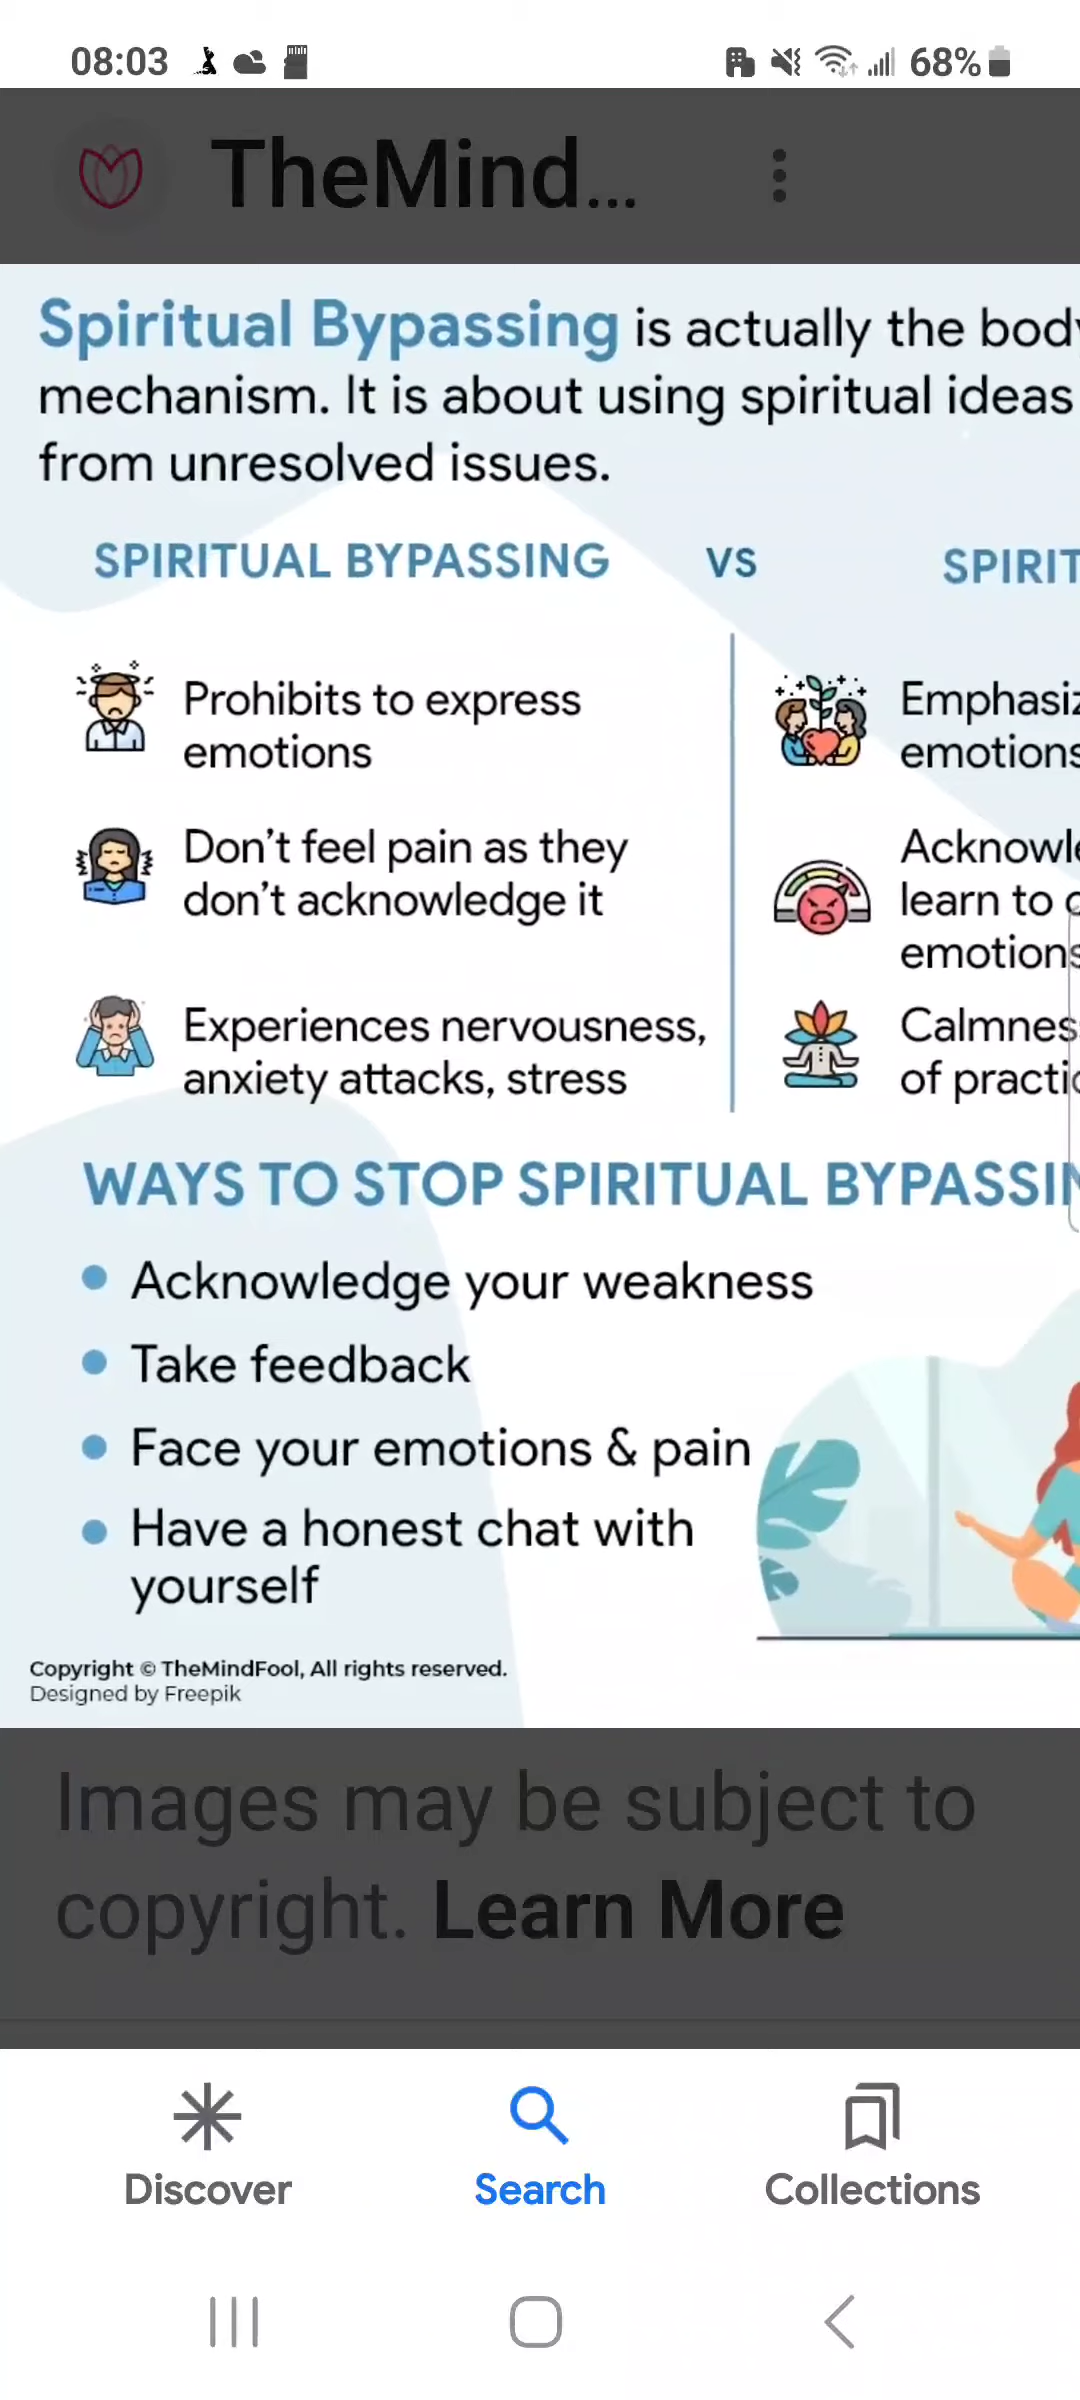 08:03
68%
TheMind...
Spiritual Bypassing is actually the body
mechanism. It is about using spiritual ideas
from unresolved issues.
SPIRITUAL BYPASSING VS SPIRIT
Prohibits to express
emotions
Emphasiz
emotions
Don't feel pain as they
don't acknowledge it
Acknowle
learn to
emotions
Experiences nervousness,
anxiety attacks, stress
Calmnes
of practic
WAYS TO STOP SPIRITUAL BYPASSIN
Acknowledge your weakness
Take feedback
Face your emotions & pain
Have a honest chat with
yourself
Copyright © TheMindFool, All rights reserved.
Designed by Freepik
Images may be subject to
copyright. Learn More
Discover Search Collections